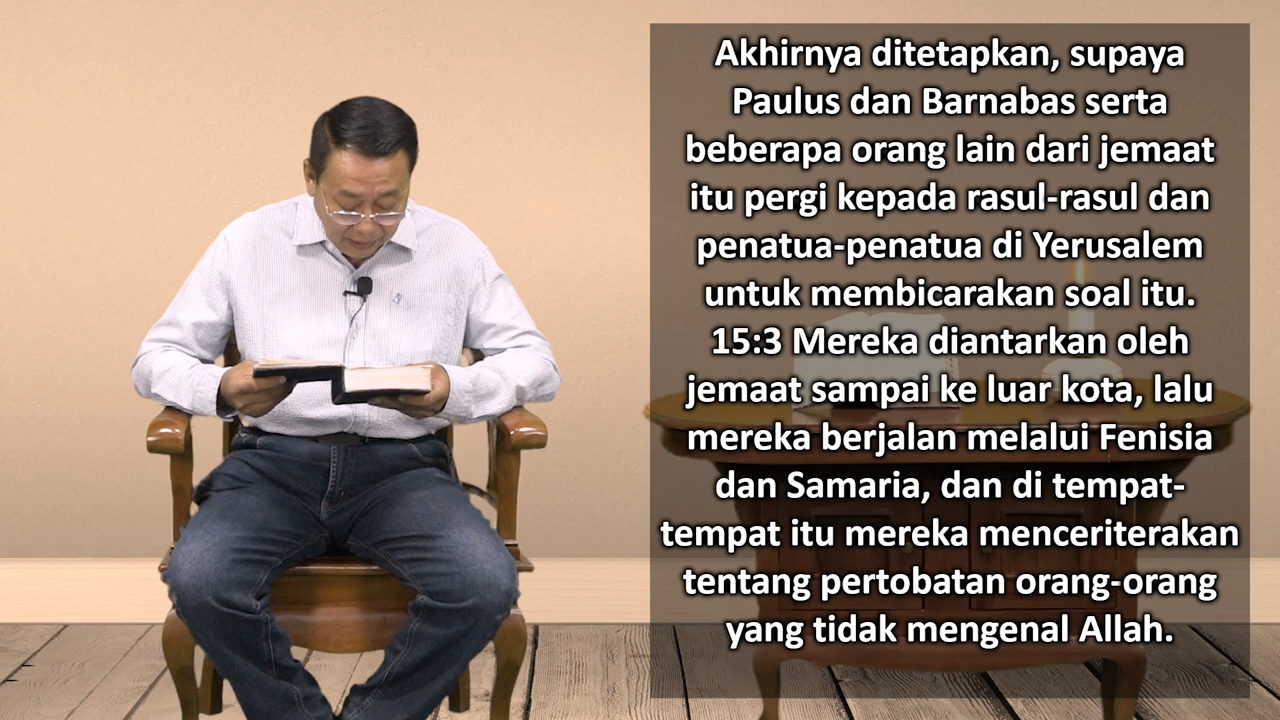 Akhirnya ditetapkan, supaya
Paulus dan Barnabas serta
beberapa orang lain dari jemaat
itu pergi kepada rasul-rasul dan
penatua-penatua di Yerusalem
untuk membicarakan soal itu.
15:3 Mereka diantarkan oleh
jemaat sampai ke luar kota, lalu
mereka berjalan melalui Fenisia
dan Samaria, dan di tempat-
tempat itu mereka menceriterakan
tentang pertobatan orang-orang
yang tidak mengenal Allah.